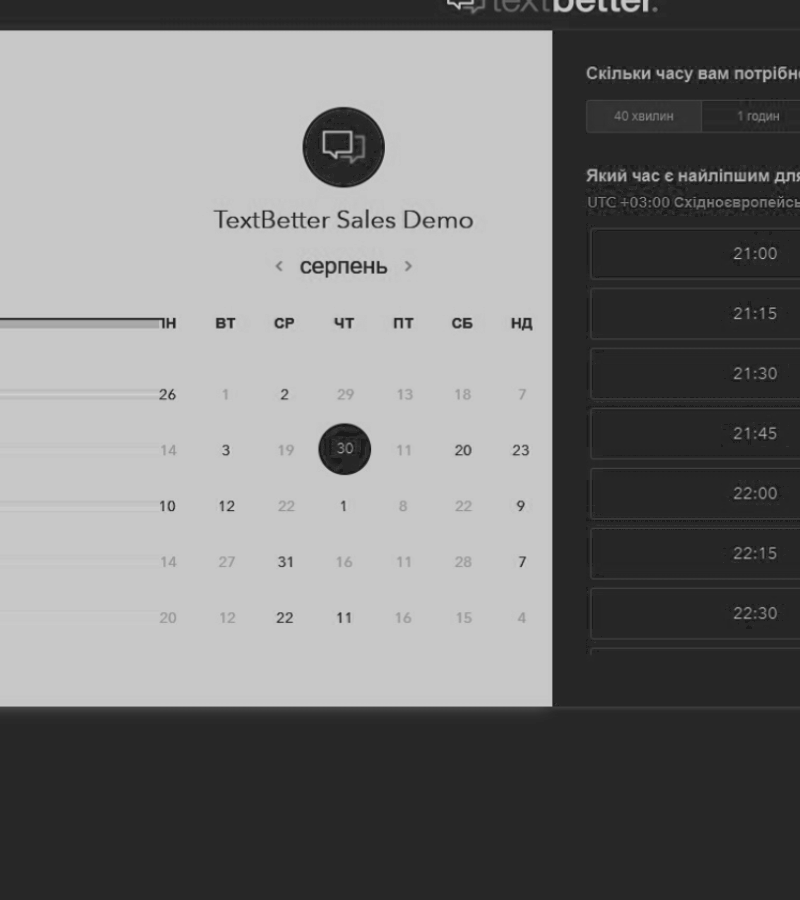 textbetter.
TextBetter Sales Demo
‹ серпень ›
ПН ВТ СР ЧТ ПТ СБ НД
26 1 2 29 13 18 7
14 3 19 30 11 20 23
10 12 22 1 8 22 9
14 27 31 16 11 28 7
20 12 22 11 16 15 4
Скільки часу вам потрібн
40 хвилин 1 годин
Який час є найліпшим для
UTC +03:00 Східноєвропейсь
21:00
21:15
21:30
21:45
22:00
22:15
22:30